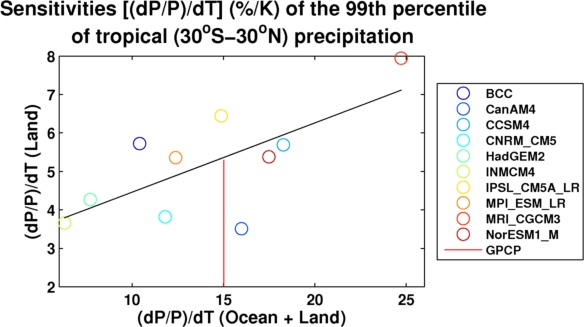 Sensitivities [(dP/P)/dT] (%/K) of the 99th percentile
of tropical (30°S−30°N) precipitation
(dP/P)/dT (Land)
8
7
6
5
4
3
2
10 15 20 25
(dP/P)/dT (Ocean + Land)
BCC
CanAM4
CCSM4
CNRM_CM5
HadGEM2
INMCM4
IPSL_CM5A_LR
MPI_ESM_LR
MRI_CGCM3
NorESM1_M
GPCP